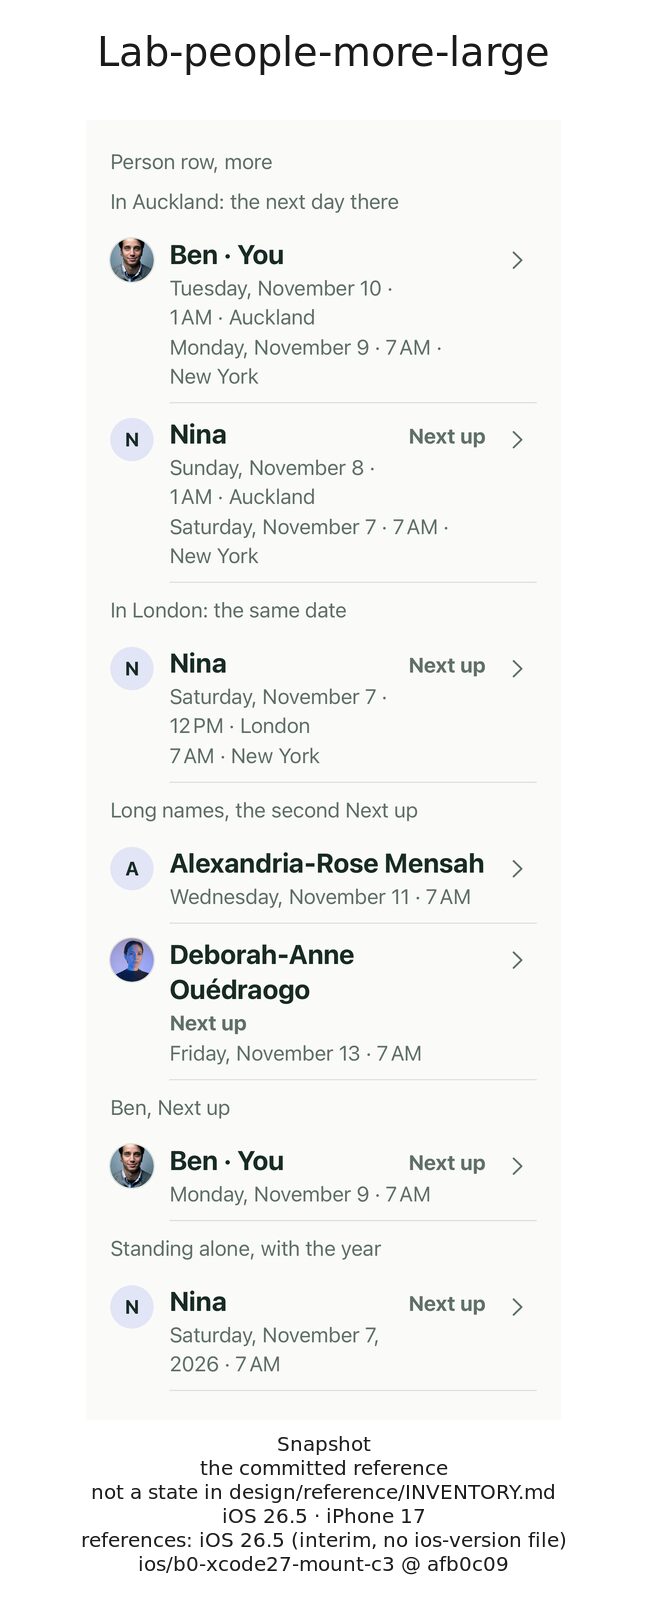 Lab-people-more-large
Person row, more
In Auckland: the next day there
Ben · You
Tuesday, November 10 ·
1 AM · Auckland
Monday, November 9 · 7 AM ·
New York
N
Nina
Next up
Sunday, November 8 ·
1 AM · Auckland
Saturday, November 7 · 7 AM ·
New York
In London: the same date
N
Nina
Next up
Saturday, November 7 ·
12 PM · London
7 AM · New York
Long names, the second Next up
A
Alexandria-Rose Mensah
Wednesday, November 11 · 7 AM
Deborah-Anne
Ouédraogo
Next up
Friday, November 13 · 7 AM
Ben, Next up
Ben · You
Next up
Monday, November 9 · 7 AM
Standing alone, with the year
N
Nina
Next up
Saturday, November 7,
2026 · 7 AM
Snapshot
the committed reference
not a state in design/reference/INVENTORY.md
iOS 26.5 · iPhone 17
references: iOS 26.5 (interim, no ios-version file)
ios/b0-xcode27-mount-c3 @ afb0c09